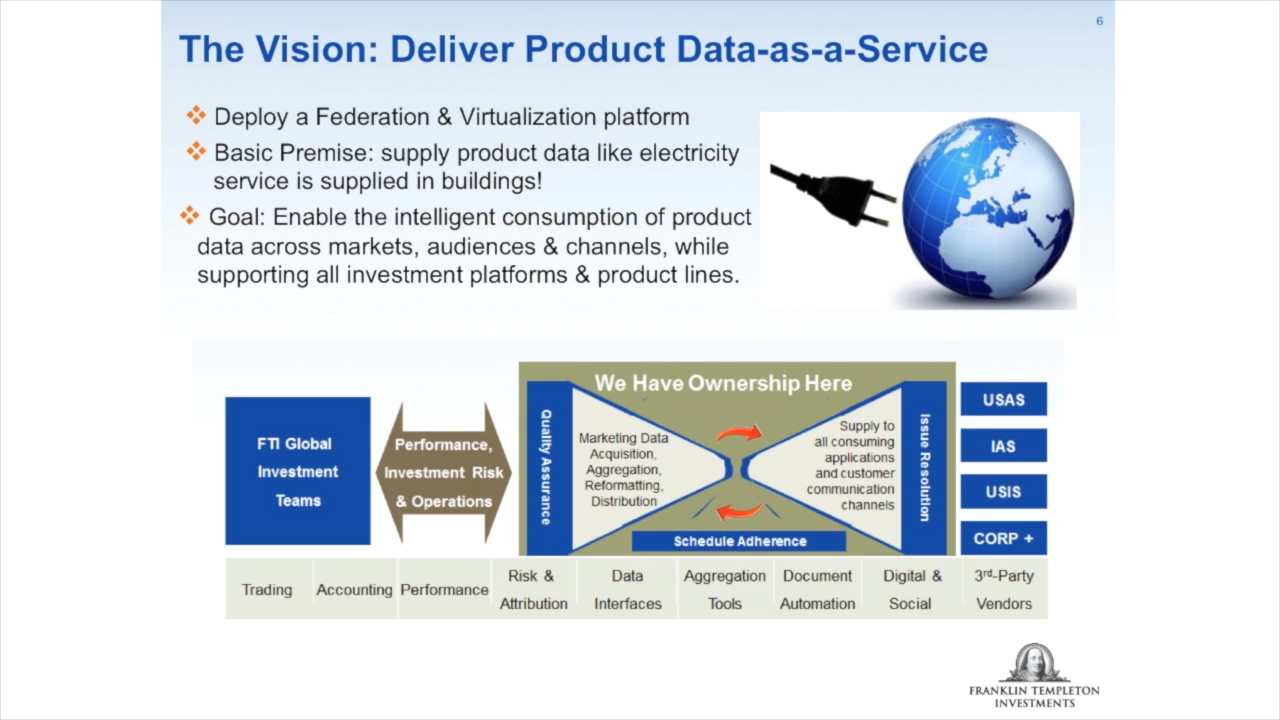 6
The Vision: Deliver Product Data-as-a-Service
Deploy a Federation & Virtualization platform
Basic Premise: supply product data like electricity
service is supplied in buildings!
Goal: Enable the intelligent consumption of product
data across markets, audiences & channels, while
supporting all investment platforms & product lines.
FTI Global
Investment
Teams
Performance,
Investment Risk
& Operations
We Have Ownership Here
Quality Assurance
Marketing Data
Acquisition,
Aggregation,
Reformatting,
Distribution
Supply to
all consuming
applications
and customer
communication
channels
Issue Resolution
Schedule Adherence
USAS
IAS
USIS
CORP +
Trading
Accounting
Performance
Risk &
Attribution
Data
Interfaces
Aggregation
Tools
Document
Automation
Digital &
Social
3rd-Party
Vendors
FRANKLIN TEMPLETON
INVESTMENTS